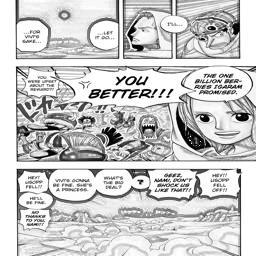 I'LL...
...LET
IT GO...
...FOR
VIVI'S
SAKE...
THE ONE
BILLION BER-
RIES IGARAM
PROMISED.
YOU
BETTER!!!
YOU WERE
UPSET ABOUT
THE
REWARD?!
HEY!!
USOPP
FELL
OFF!!
GEEZ,
NAMI, DON'T
SHOCK US
LIKE THAT!!
?
WHAT'S
THE BIG
DEAL?
VIVI'S GONNA
BE FINE. SHE'S
A PRINCESS.
HEY!
USOPP
FELL!!
HE'LL
BE FINE.
NO
THANKS TO
YOU NAMI!!